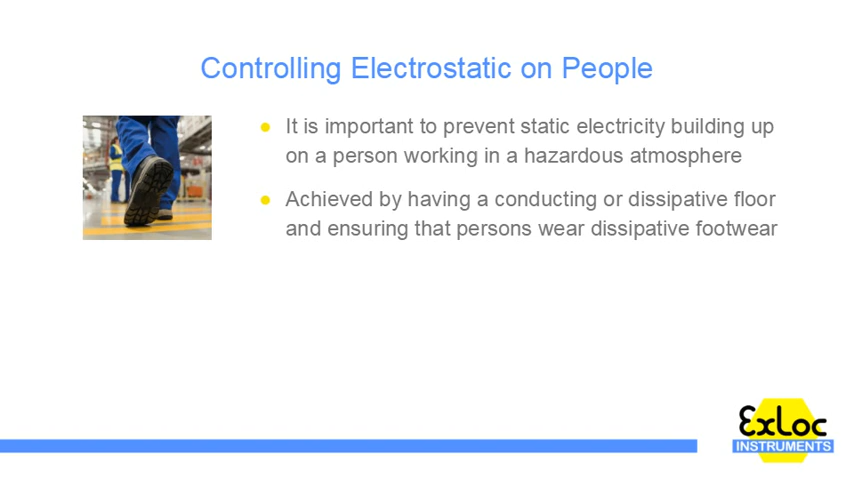 Controlling Electrostatic on People
● It is important to prevent static electricity building up
on a person working in a hazardous atmosphere
● Achieved by having a conducting or dissipative floor
and ensuring that persons wear dissipative footwear
ExLoc
INSTRUMENTS